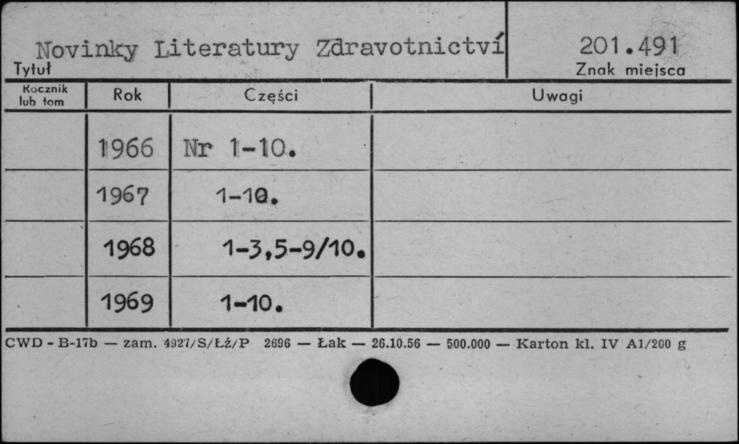 Novinky Literatury Zdravotnictví 201.491
Tytuł Znak miejsca
Rocznik lub tom Rok Części Uwagi
1966 Nr 1-10.
1967 1-10.
1968 1-3,5-9/10.
1969 1-10.
CWD - B-17b — zam. 4927/S/Łź/P 2696 — Łak — 26.10.56 — 500.000 — Karton kl. IV A1/200 g